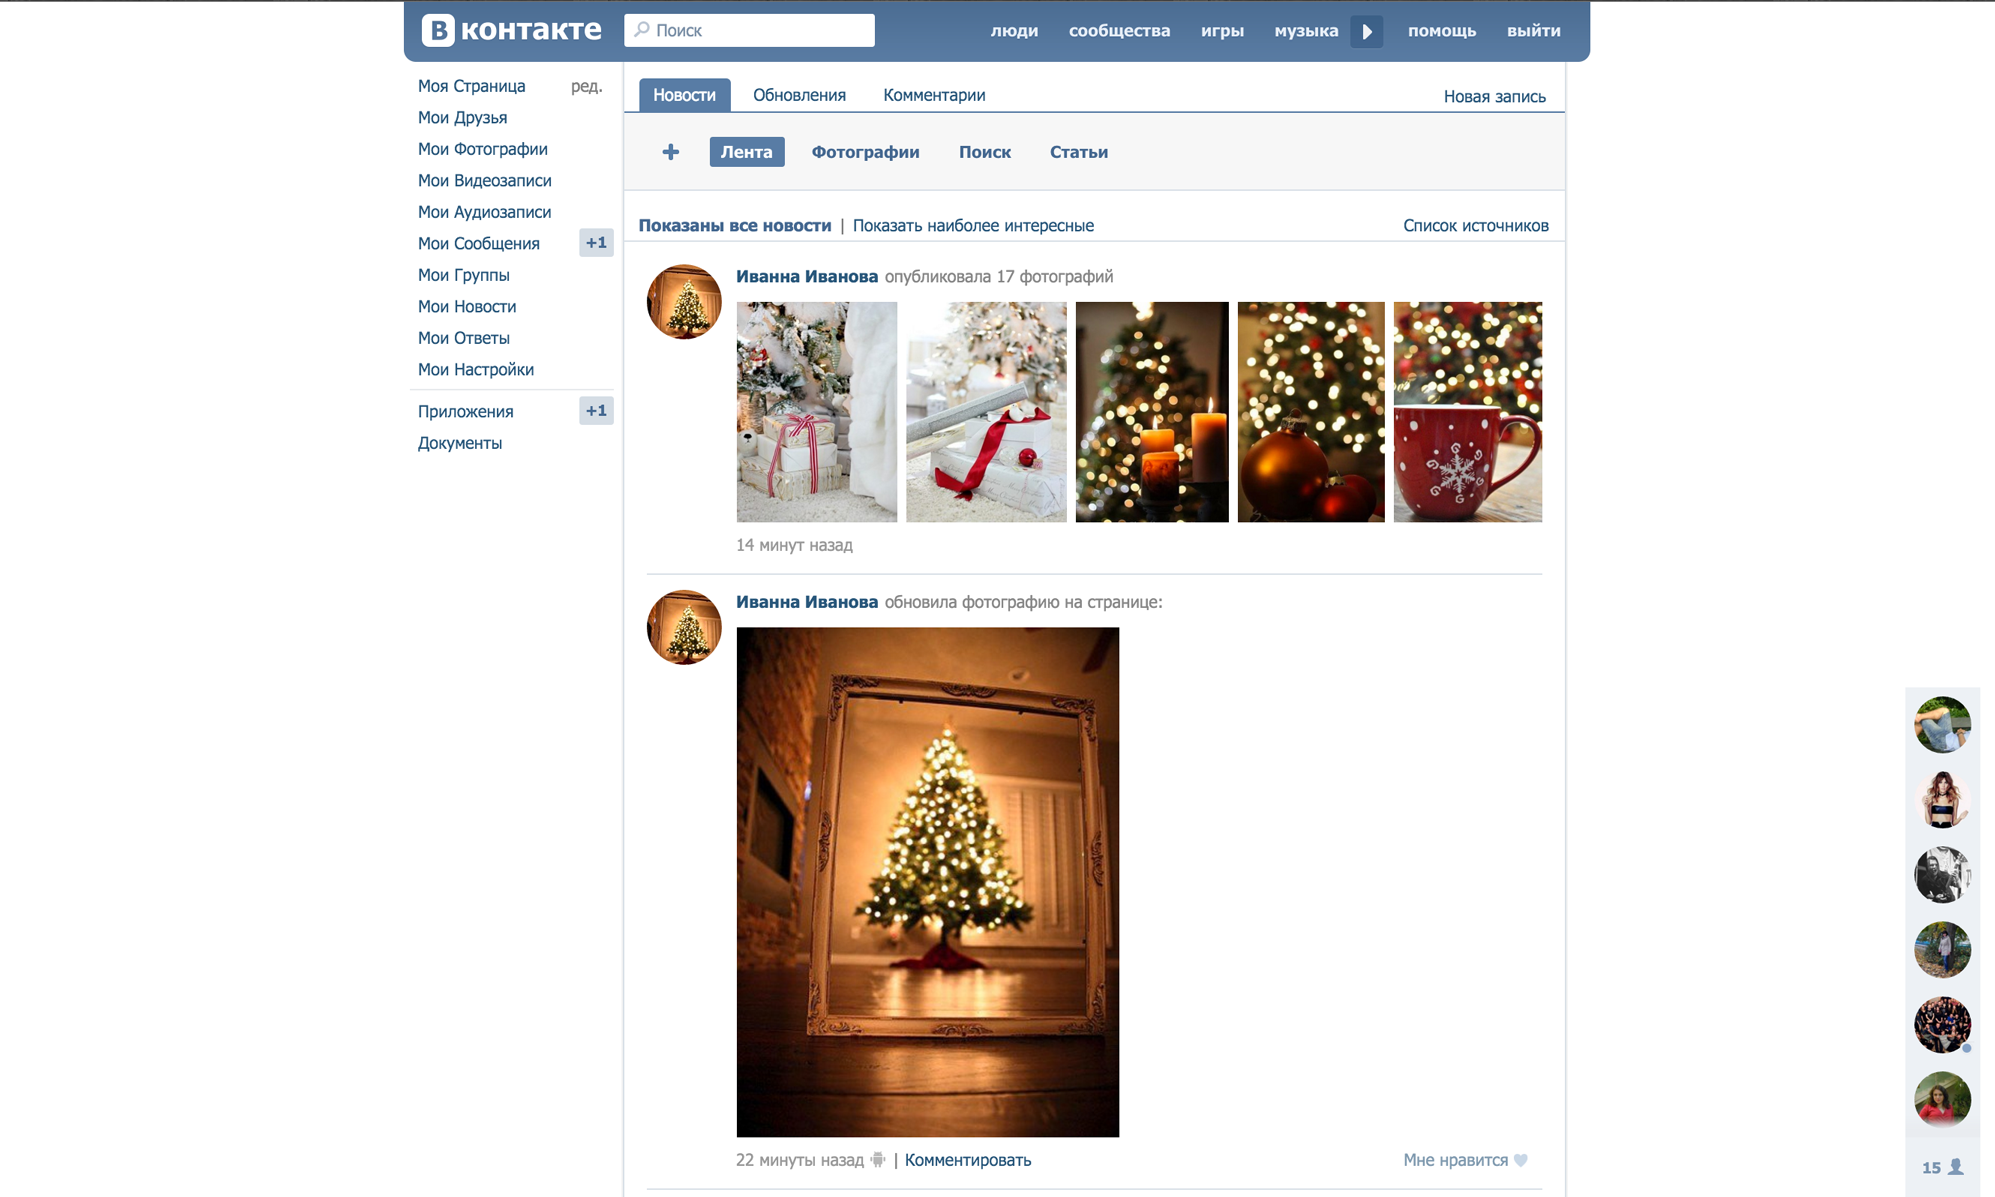 В контакте
Поиск
люди сообщества игры музыка помощь выйти
Моя Страница ред.
Мои Друзья
Мои Фотографии
Мои Видеозаписи
Мои Аудиозаписи
Мои Сообщения +1
Мои Группы
Мои Новости
Мои Ответы
Мои Настройки
Приложения +1
Документы
Новости Обновления Комментарии Новая запись
+ Лента Фотографии Поиск Статьи
Показаны все новости | Показать наиболее интересные Список источников
Иванна Иванова опубликовала 17 фотографий
14 минут назад
Иванна Иванова обновила фотографию на странице:
22 минуты назад | Комментировать Мне нравится
15